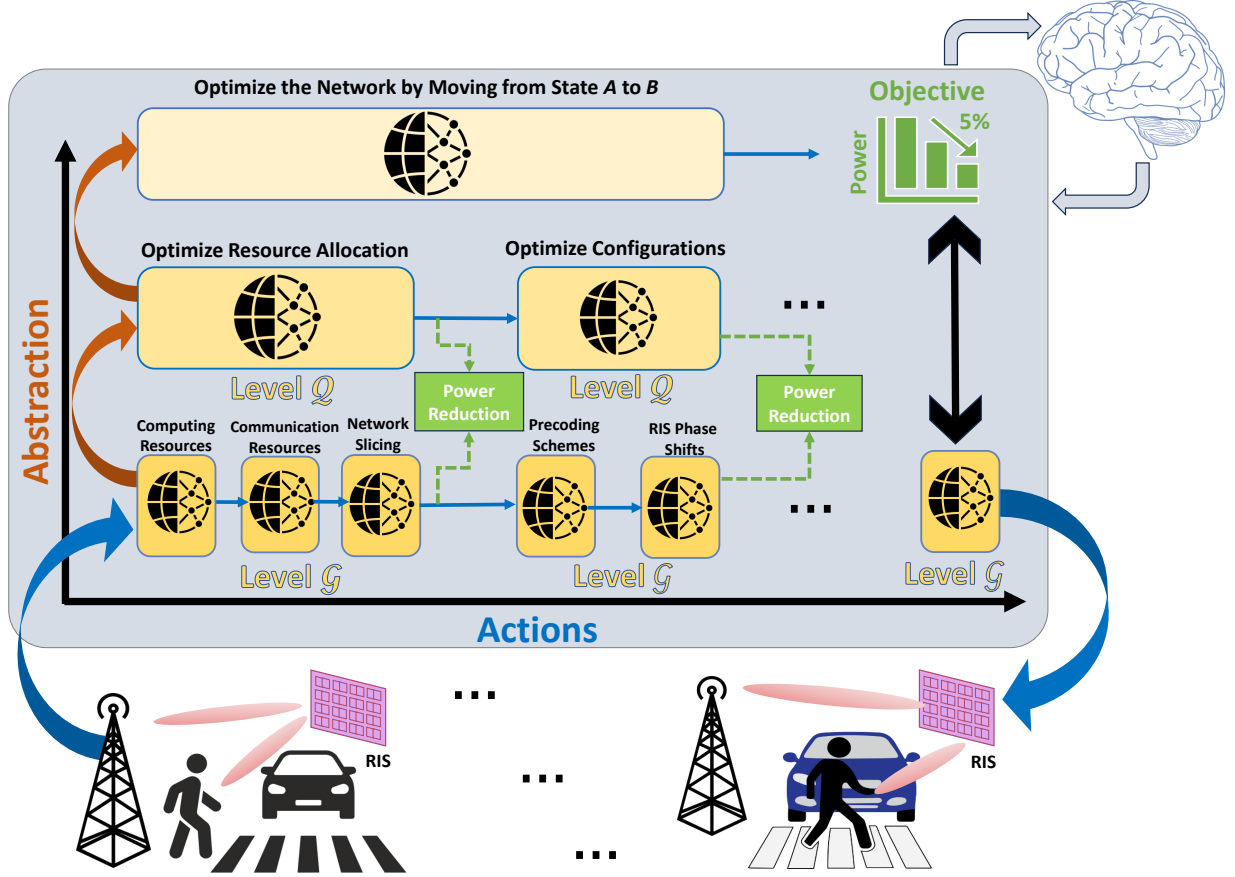 Optimize the Network by Moving from State A to B
Objective
5%
Power
Optimize Resource Allocation
Optimize Configurations
...
Abstraction
Level Q
Power
Reduction
Level Q
Power
Reduction
Computing
Resources
Communication
Resources
Network
Slicing
Precoding
Schemes
RIS Phase
Shifts
...
Level G
Level G
Level G
Actions
...
RIS
RIS
...
...